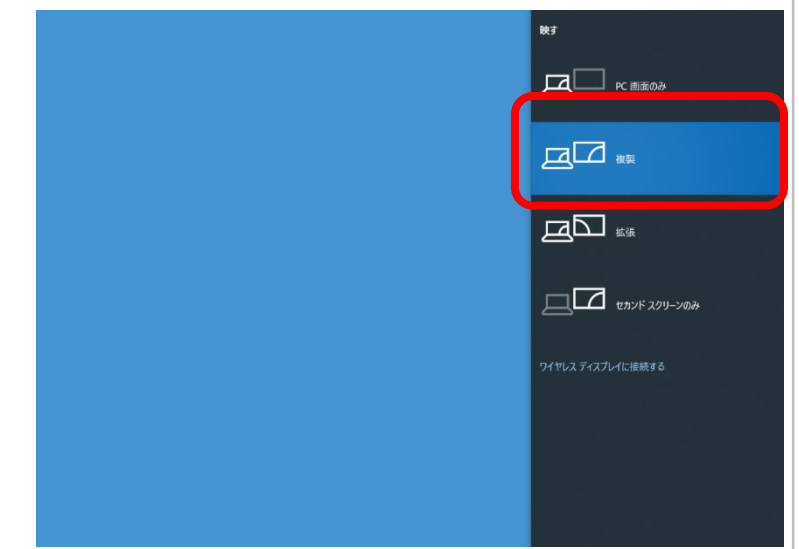 映す
PC 画面のみ
複製
拡張
セカンド スクリーンのみ
ワイヤレス ディスプレイに接続する